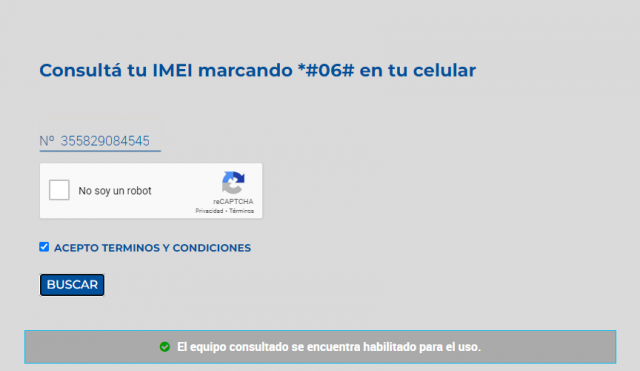 Consultá tu IMEI marcando *#06# en tu celular
Nº 355829084545
No soy un robot
reCAPTCHA
Privacidad - Términos
ACEPTO TERMINOS Y CONDICIONES
BUSCAR
El equipo consultado se encuentra habilitado para el uso.